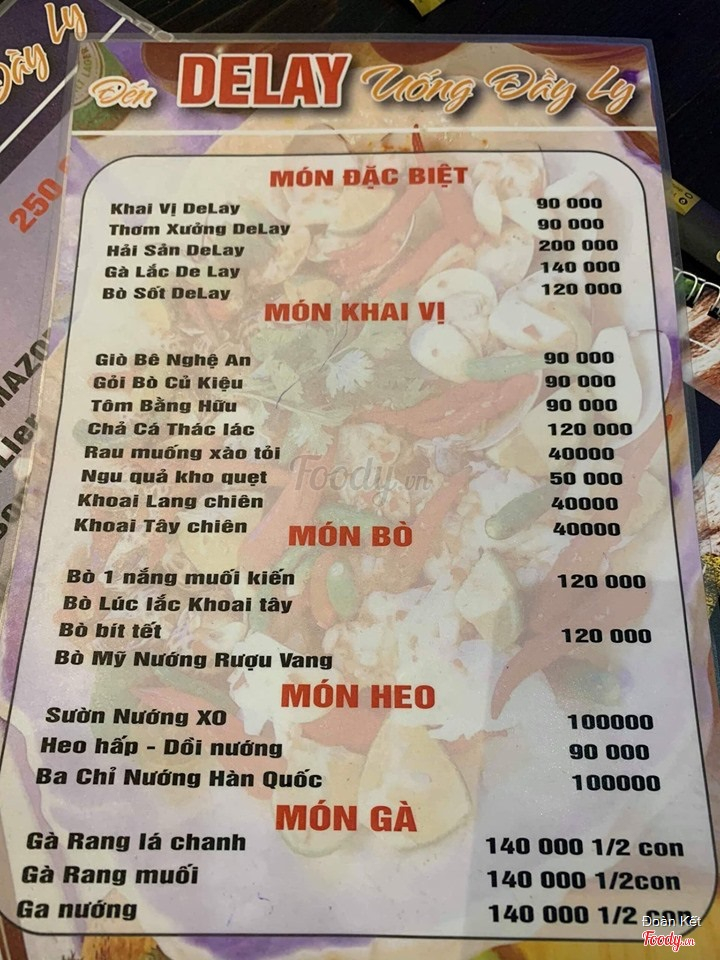 Đến DELAY Uống Đầy Ly
MÓN ĐẶC BIỆT
Khai Vị DeLay 90 000
Thơm Xưởng DeLay 90 000
Hải Sản DeLay 200 000
Gà Lắc De Lay 140 000
Bò Sốt DeLay 120 000
MÓN KHAI VỊ
Giò Bê Nghệ An 90 000
Gỏi Bò Củ Kiệu 90 000
Tôm Bằng Hữu 90 000
Chả Cá Thác lác 120 000
Rau muống xào tỏi 40000
Ngu quả kho quẹt 50 000
Khoai Lang chiên 40000
Khoai Tây chiên 40000
MÓN BÒ
Bò 1 nắng muối kiến 120 000
Bò Lúc lắc Khoai tây
Bò bít tết 120 000
Bò Mỹ Nướng Rượu Vang
MÓN HEO
Sườn Nướng XO 100000
Heo hấp - Dồi nướng 90 000
Ba Chỉ Nướng Hàn Quốc 100000
MÓN GÀ
Gà Rang lá chanh 140 000 1/2 con
Gà Rang muối 140 000 1/2con
Ga nướng 140 000 1/2 con
Đầy Ly
250
Foody.vn
Đoàn Kết
Foody.vn